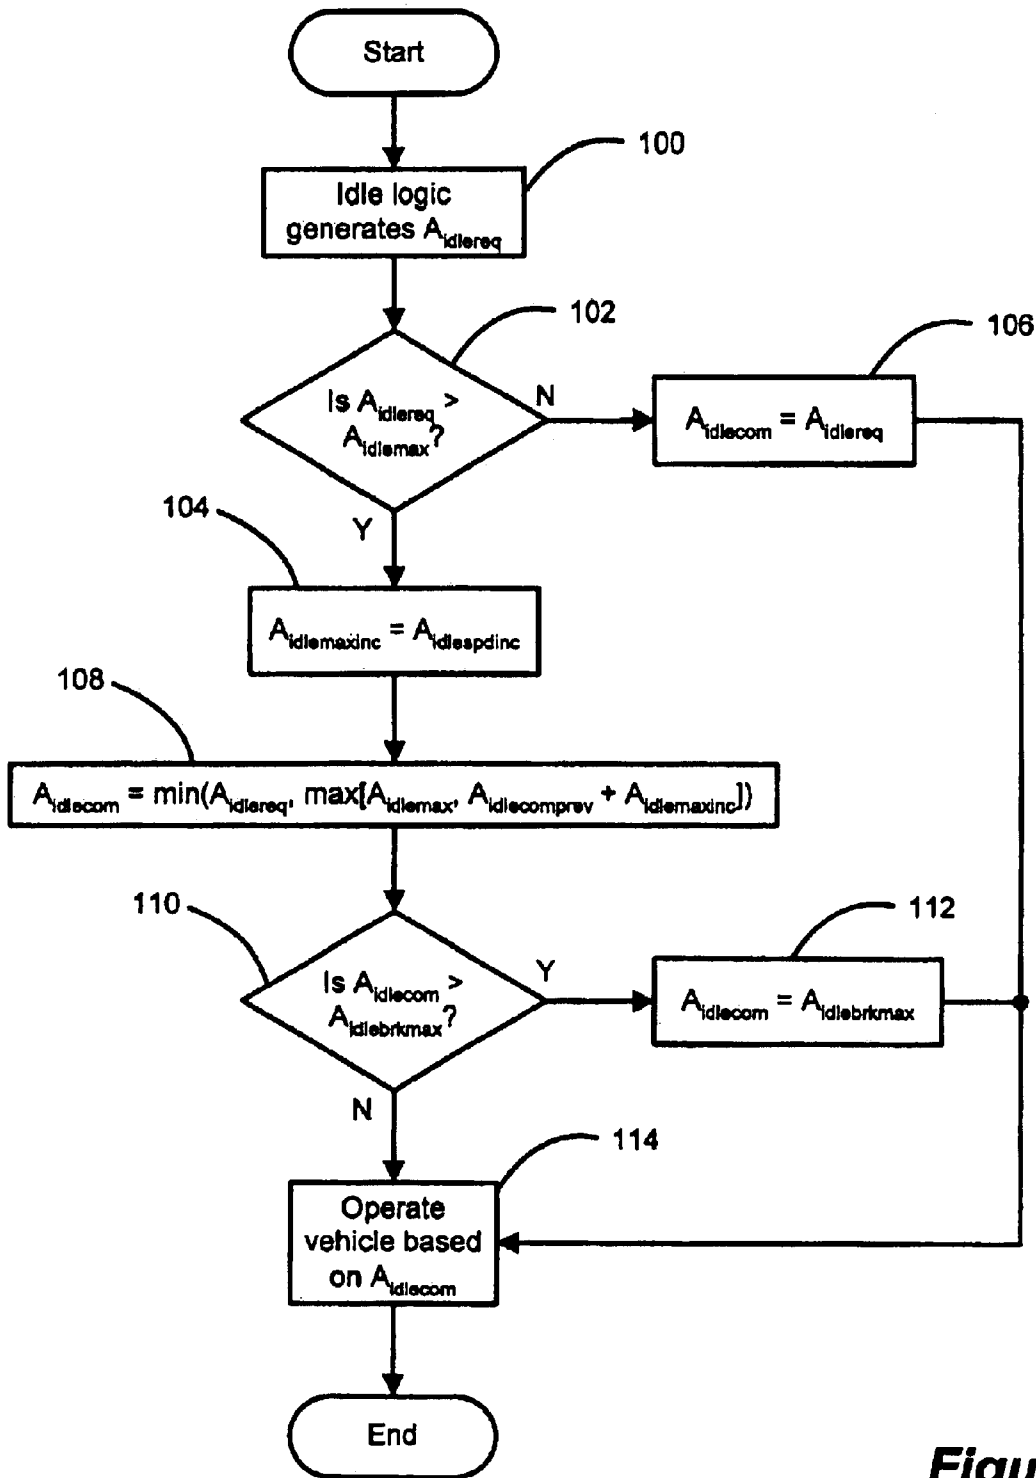 Start
100
Idle logic
generates A_idlereq
102
106
Is A_idlereq >
A_idlemax?
N
A_idlecom = A_idlereq
104
Y
A_idlemaxinc = A_idlespdinc
108
A_idlecom = min(A_idlereq, max[A_idlemax, A_idlecomprev + A_idlemaxinc])
110
112
Is A_idlecom >
A_idlebrkmax?
Y
A_idlecom = A_idlebrkmax
N
114
Operate
vehicle based
on A_idlecom
End
Figu